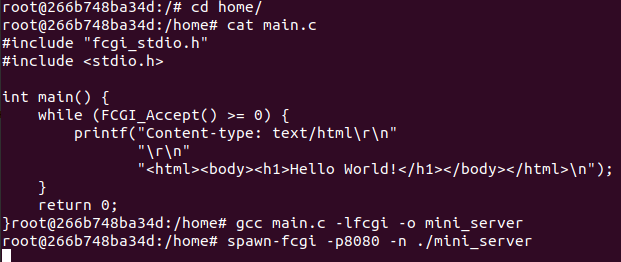 root@266b748ba34d:/# cd home/
root@266b748ba34d:/home# cat main.c
#include "fcgi_stdio.h"
#include <stdio.h>

int main() {
    while (FCGI_Accept() >= 0) {
        printf("Content-type: text/html\r\n"
               "\r\n"
               "<html><body><h1>Hello World!</h1></body></html>\n");
    }
    return 0;
}root@266b748ba34d:/home# gcc main.c -lfcgi -o mini_server
root@266b748ba34d:/home# spawn-fcgi -p8080 -n ./mini_server